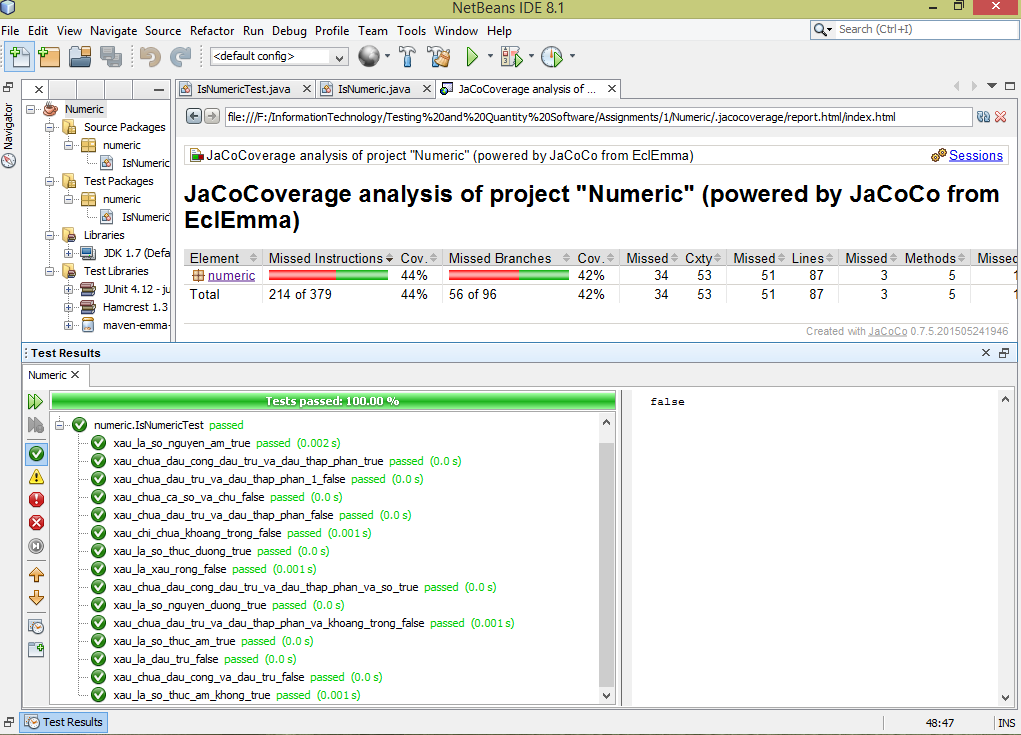 NetBeans IDE 8.1
File Edit View Navigate Source Refactor Run Debug Profile Team Tools Window Help
Search (Ctrl+I)
<default config>
Navigator
IsNumericTest.java
IsNumeric.java
JaCoCoverage analysis of ...
Numeric
Source Packages
numeric
IsNumeric
Test Packages
numeric
IsNumeric
Libraries
JDK 1.7 (Defa
Test Libraries
JUnit 4.12 - ju
Hamcrest 1.3
maven-emma-
file:///F:/InformationTechnology/Testing%20and%20Quantity%20Software/Assignments/1/Numeric/.jacocoverage/report.html/index.html
JaCoCoverage analysis of project "Numeric" (powered by JaCoCo from EclEmma)
Sessions
JaCoCoverage analysis of project "Numeric" (powered by JaCoCo from
EclEmma)
Element Missed Instructions Cov. Missed Branches Cov. Missed Cxty Missed Lines Missed Methods Missed
numeric 44% 42% 34 53 51 87 3 5 1
Total 214 of 379 44% 56 of 96 42% 34 53 51 87 3 5 1
Created with JaCoCo 0.7.5.201505241946
Test Results
Numeric
Tests passed: 100.00 %
numeric.IsNumericTest passed
xau_la_so_nguyen_am_true passed (0.002 s)
xau_chua_dau_cong_dau_tru_va_dau_thap_phan_true passed (0.0 s)
xau_chua_dau_tru_va_dau_thap_phan_1_false passed (0.0 s)
xau_chua_ca_so_va_chu_false passed (0.0 s)
xau_chua_dau_tru_va_dau_thap_phan_false passed (0.0 s)
xau_chi_chua_khoang_trong_false passed (0.001 s)
xau_la_so_thuc_duong_true passed (0.0 s)
xau_la_xau_rong_false passed (0.001 s)
xau_chua_dau_cong_dau_tru_va_dau_thap_phan_va_so_true passed (0.0 s)
xau_la_so_nguyen_duong_true passed (0.0 s)
xau_chua_dau_tru_va_dau_thap_phan_va_khoang_trong_false passed (0.001 s)
xau_la_so_thuc_am_true passed (0.0 s)
xau_la_dau_tru_false passed (0.0 s)
xau_chua_dau_cong_va_dau_tru_false passed (0.0 s)
xau_la_so_thuc_am_khong_true passed (0.001 s)
false
Test Results
48:47
INS